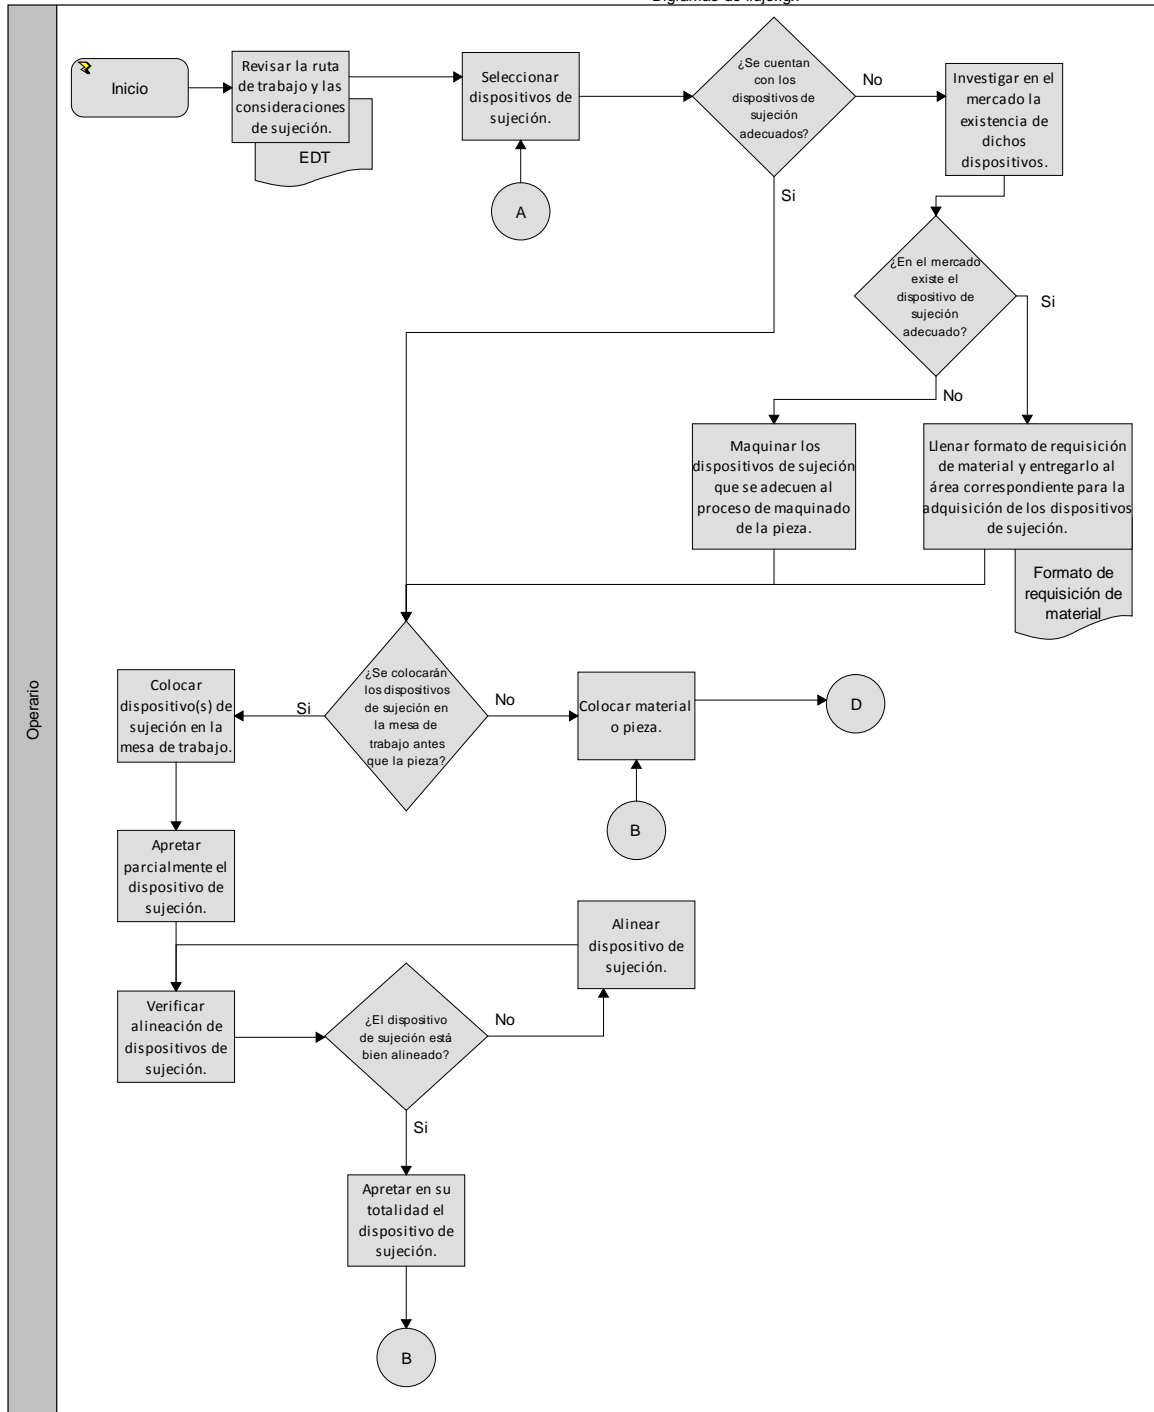 Inicio
Revisar la ruta
de trabajo y las
consideraciones
de sujeción.
EDT
Seleccionar
dispositivos de
sujeción.
A
¿Se cuentan
con los
dispositivos de
sujeción
adecuados?
No
Si
Investigar en el
mercado la
existencia de
dichos
dispositivos.
¿En el mercado
existe el
dispositivo de
sujeción
adecuado?
Si
No
Maquinar los
dispositivos de sujeción
que se adecuen al
proceso de maquinado
de la pieza.
Llenar formato de requisición
de material y entregarlo al
área correspondiente para la
adquisición de los dispositivos
de sujeción.
Formato de
requisición de
material
Operario
¿Se colocarán
los dispositivos
de sujeción en
la mesa de
trabajo antes
que la pieza?
Si
No
Colocar
dispositivo(s) de
sujeción en la
mesa de trabajo.
Colocar material
o pieza.
D
B
Apretar
parcialmente el
dispositivo de
sujeción.
Alinear
dispositivo de
sujeción.
Verificar
alineación de
dispositivos de
sujeción.
¿El dispositivo
de sujeción está
bien alineado?
No
Si
Apretar en su
totalidad el
dispositivo de
sujeción.
B